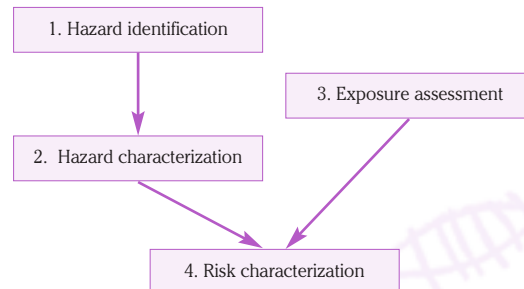 1. Hazard identification
3. Exposure assessment
2. Hazard characterization
4. Risk characterization